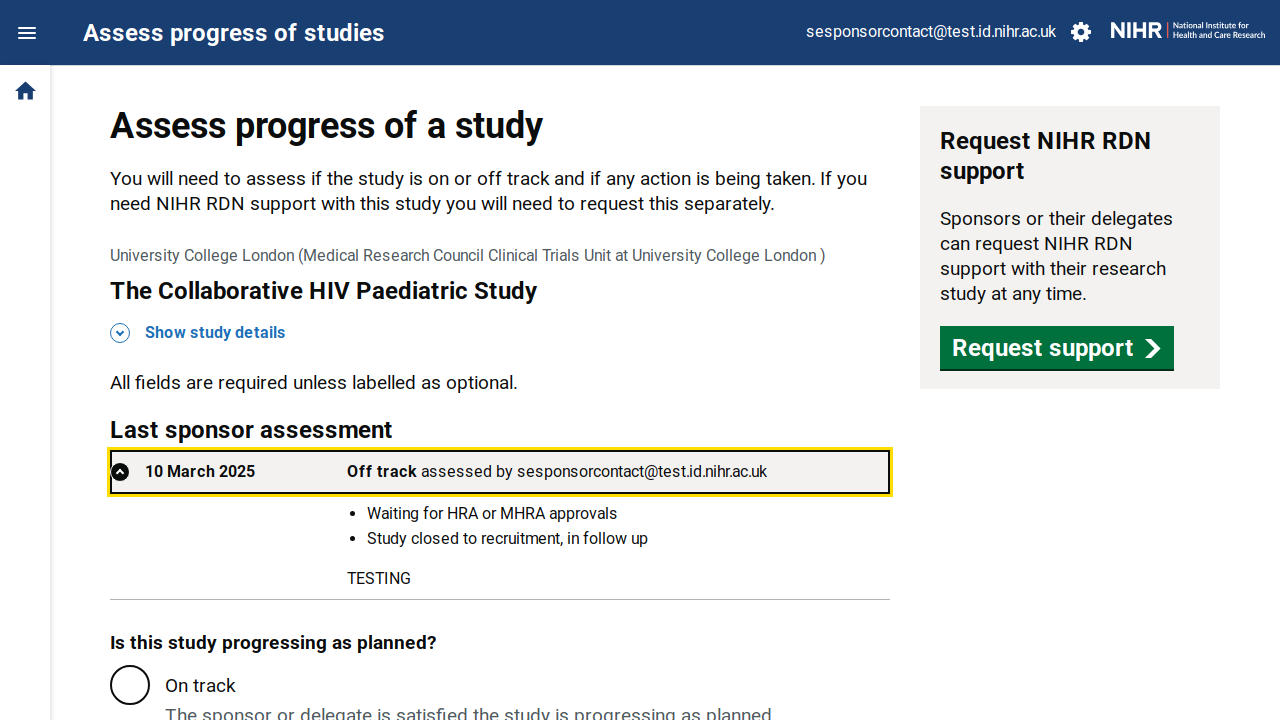 Assess progress of studies
sesponsorcontact@test.id.nihr.ac.uk
NIHR | National Institute for
Health and Care Research
Assess progress of a study
You will need to assess if the study is on or off track and if any action is being taken. If you
need NIHR RDN support with this study you will need to request this separately.
University College London (Medical Research Council Clinical Trials Unit at University College London )
The Collaborative HIV Paediatric Study
Show study details
All fields are required unless labelled as optional.
Last sponsor assessment
10 March 2025 Off track assessed by sesponsorcontact@test.id.nihr.ac.uk
• Waiting for HRA or MHRA approvals
• Study closed to recruitment, in follow up
TESTING
Is this study progressing as planned?
On track
The sponsor or delegate is satisfied the study is progressing as planned
Request NIHR RDN
support
Sponsors or their delegates
can request NIHR RDN
support with their research
study at any time.
Request support